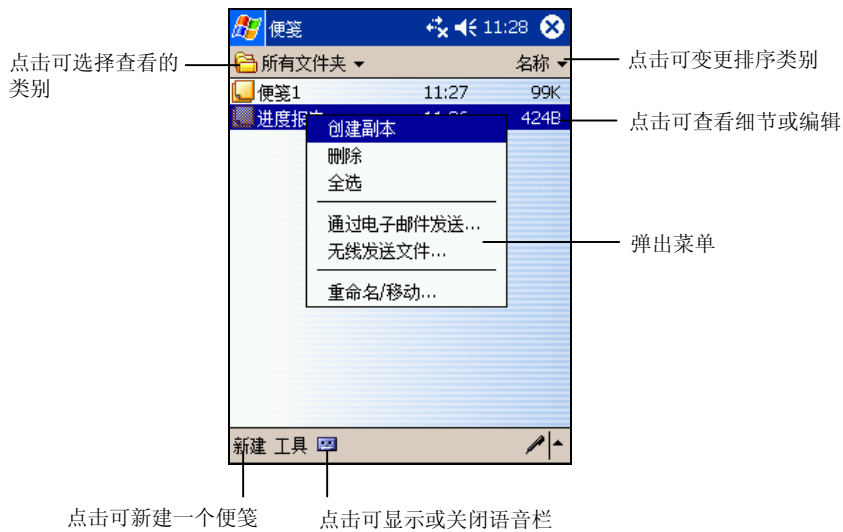 便笺 11:28
点击可选择查看的
类别
所有文件夹 名称
点击可变更排序类别
便笺1 11:27 99K
进度报 424B
点击可查看细节或编辑
创建副本
删除
全选
通过电子邮件发送...
无线发送文件...
弹出菜单
重命名/移动...
新建 工具
点击可新建一个便笺
点击可显示或关闭语音栏